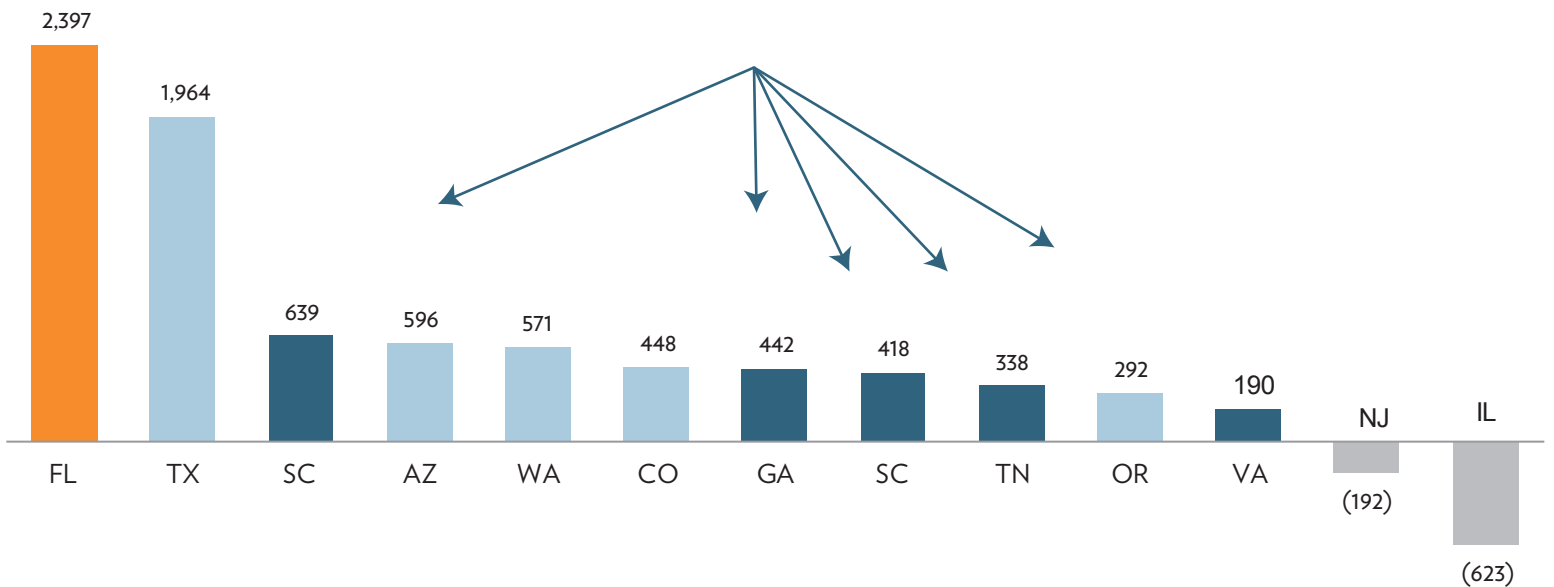 2,397
1,964
639
596
571
448
442
418
338
292
190
NJ
IL
FL
TX
SC
AZ
WA
CO
GA
SC
TN
OR
VA
(192)
(623)